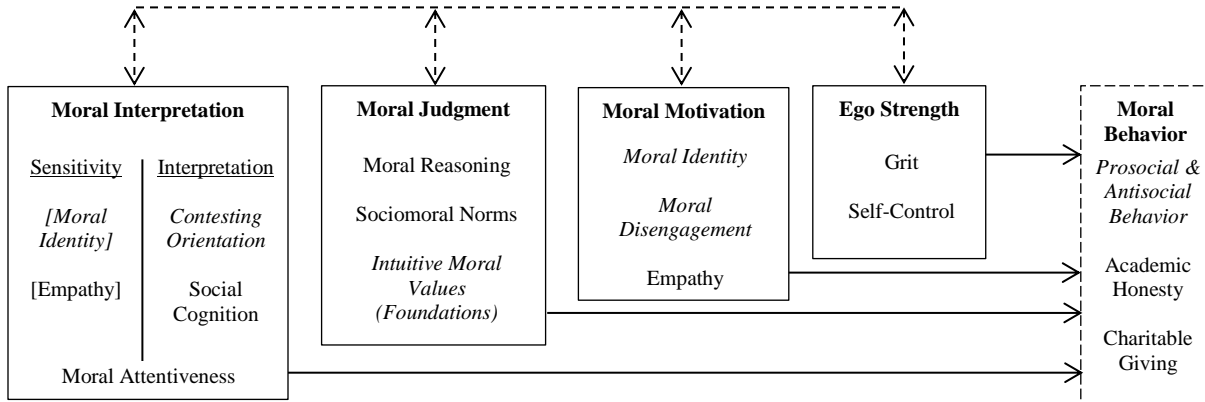 Moral Interpretation
Sensitivity
[Moral
Identity]
[Empathy]
Interpretation
Contesting
Orientation
Social
Cognition
Moral Attentiveness
Moral Judgment
Moral Reasoning
Sociomoral Norms
Intuitive Moral
Values
(Foundations)
Moral Motivation
Moral Identity
Moral
Disengagement
Empathy
Ego Strength
Grit
Self-Control
Moral
Behavior
Prosocial &
Antisocial
Behavior
Academic
Honesty
Charitable
Giving